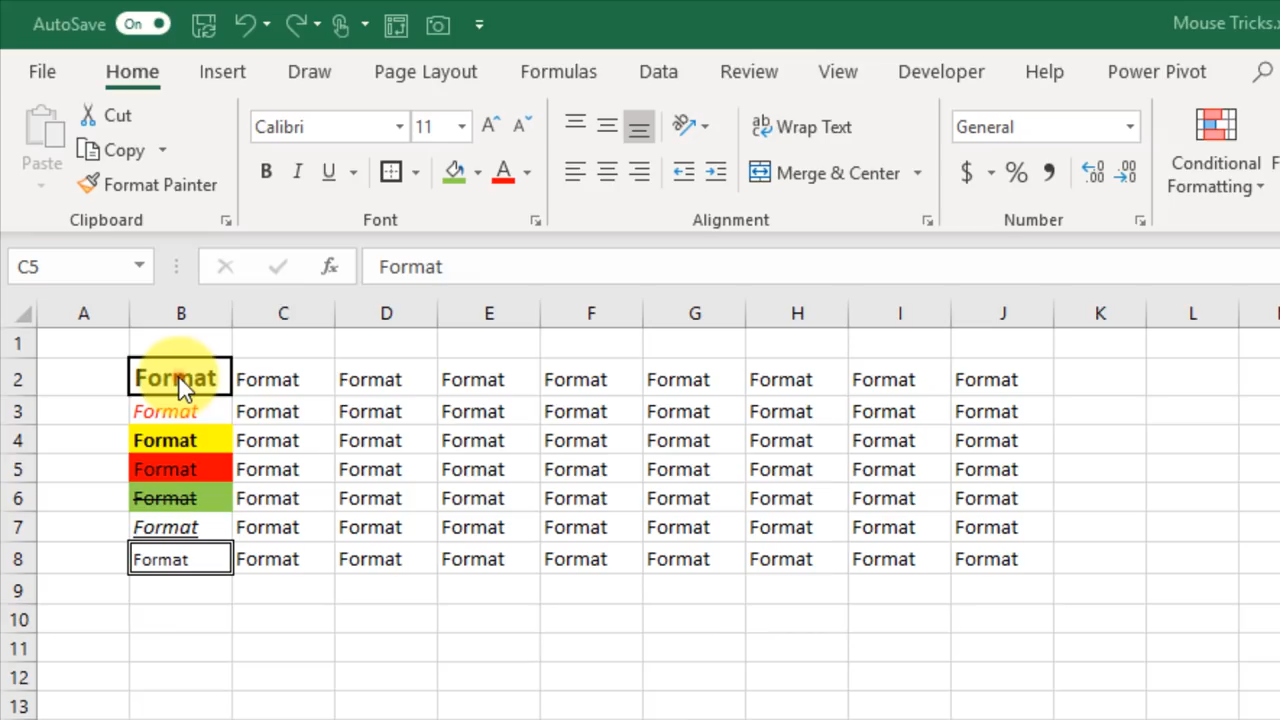 AutoSave On Mouse Tricks.x
File Home Insert Draw Page Layout Formulas Data Review View Developer Help Power Pivot
Cut
Copy
Format Painter
Paste
Clipboard
Calibri 11
B I U
Font
ab Wrap Text
Merge & Center
Alignment
General
$ % 9
Number
Conditional
Formatting
C5 fx Format
A B C D E F G H I J K L
1
2 Format Format Format Format Format Format Format Format Format
3 Format Format Format Format Format Format Format Format Format
4 Format Format Format Format Format Format Format Format Format
5 Format Format Format Format Format Format Format Format Format
6 Format Format Format Format Format Format Format Format Format
7 Format Format Format Format Format Format Format Format Format
8 Format Format Format Format Format Format Format Format Format
9
10
11
12
13